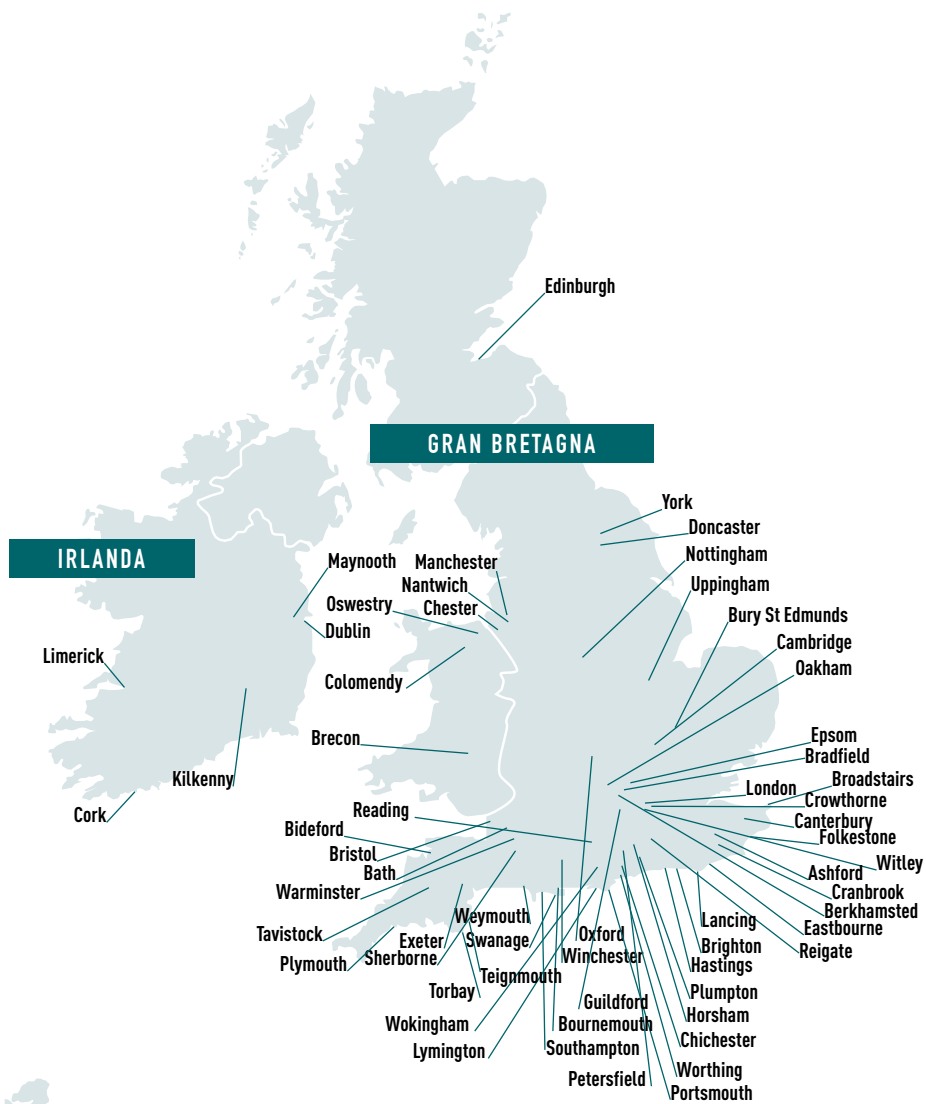 Edinburgh
GRAN BRETAGNA
York
Doncaster
IRLANDA
Maynooth
Manchester
Nottingham
Nantwich
Uppingham
Oswestry
Chester
Bury St Edmunds
Dublin
Cambridge
Limerick
Oakham
Colomendy
Brecon
Epsom
Bradfield
Kilkenny
London
Broadstairs
Cork
Reading
Crowthorne
Bideford
Canterbury
Folkestone
Bristol
Witley
Bath
Ashford
Warminster
Cranbrook
Berkhamsted
Weymouth
Lancing
Eastbourne
Tavistock
Exeter
Swanage
Oxford
Brighton
Reigate
Plymouth
Sherborne
Winchester
Hastings
Teignmouth
Torbay
Guildford
Plumpton
Wokingham
Bournemouth
Horsham
Lymington
Southampton
Chichester
Petersfield
Worthing
Portsmouth